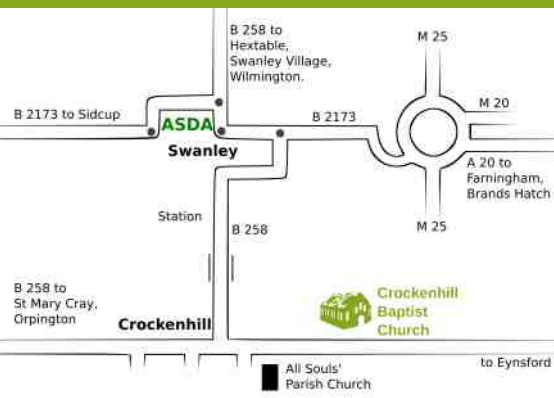 B 258 to
Hextable,
Swanley Village,
Wilmington.
M 25
M 20
B 2173 to Sidcup
ASDA
B 2173
Swanley
A 20 to
Farningham,
Brands Hatch
Station
B 258
M 25
B 258 to
St Mary Cray,
Orpington
Crockenhill
Crockenhill
Baptist
Church
to Eynsford
All Souls'
Parish Church